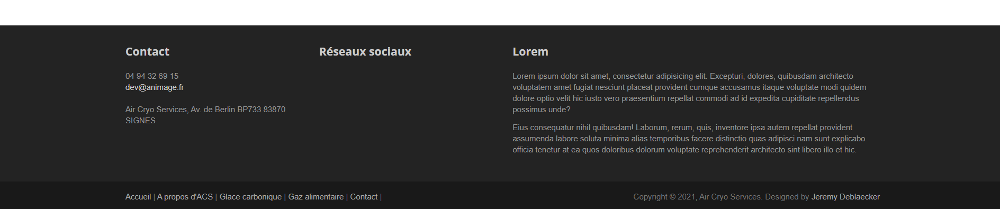 Contact
04 94 32 69 15
dev@animage.fr
Air Cryo Services, Av. de Berlin BP733 83870
SIGNES
Réseaux sociaux
Lorem
Lorem ipsum dolor sit amet, consectetur adipisicing elit. Excepturi, dolores, quibusdam architecto
voluptatem amet fugiat nesciunt placeat provident cumque accusamus itaque voluptate modi quidem
dolore optio velit hic iusto vero praesentium repellat commodi ad id expedita cupiditate repellendus
possimus unde?
Eius consequatur nihil quibusdam! Laborum, rerum, quis, inventore ipsa autem repellat provident
assumenda labore soluta minima alias temporibus facere distinctio quas adipisci nam sunt explicabo
officia tenetur at ea quos doloribus dolorum voluptate reprehenderit architecto sint libero illo et hic.
Accueil | A propos d'ACS | Glace carbonique | Gaz alimentaire | Contact |
Copyright © 2021, Air Cryo Services. Designed by Jeremy Deblaecker